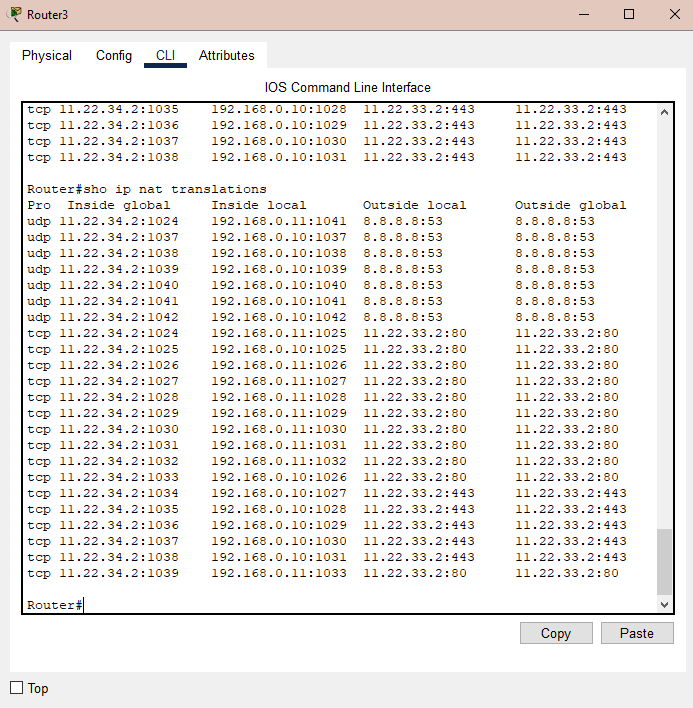 Router3
Physical Config CLI Attributes
IOS Command Line Interface
tcp 11.22.34.2:1035 192.168.0.10:1028 11.22.33.2:443 11.22.33.2:443
tcp 11.22.34.2:1036 192.168.0.10:1029 11.22.33.2:443 11.22.33.2:443
tcp 11.22.34.2:1037 192.168.0.10:1030 11.22.33.2:443 11.22.33.2:443
tcp 11.22.34.2:1038 192.168.0.10:1031 11.22.33.2:443 11.22.33.2:443
Router#sho ip nat translations
Pro Inside global Inside local Outside local Outside global
udp 11.22.34.2:1024 192.168.0.11:1041 8.8.8.8:53 8.8.8.8:53
udp 11.22.34.2:1037 192.168.0.10:1037 8.8.8.8:53 8.8.8.8:53
udp 11.22.34.2:1038 192.168.0.10:1038 8.8.8.8:53 8.8.8.8:53
udp 11.22.34.2:1039 192.168.0.10:1039 8.8.8.8:53 8.8.8.8:53
udp 11.22.34.2:1040 192.168.0.10:1040 8.8.8.8:53 8.8.8.8:53
udp 11.22.34.2:1041 192.168.0.10:1041 8.8.8.8:53 8.8.8.8:53
udp 11.22.34.2:1042 192.168.0.10:1042 8.8.8.8:53 8.8.8.8:53
tcp 11.22.34.2:1024 192.168.0.11:1025 11.22.33.2:80 11.22.33.2:80
tcp 11.22.34.2:1025 192.168.0.10:1025 11.22.33.2:80 11.22.33.2:80
tcp 11.22.34.2:1026 192.168.0.11:1026 11.22.33.2:80 11.22.33.2:80
tcp 11.22.34.2:1027 192.168.0.11:1027 11.22.33.2:80 11.22.33.2:80
tcp 11.22.34.2:1028 192.168.0.11:1028 11.22.33.2:80 11.22.33.2:80
tcp 11.22.34.2:1029 192.168.0.11:1029 11.22.33.2:80 11.22.33.2:80
tcp 11.22.34.2:1030 192.168.0.11:1030 11.22.33.2:80 11.22.33.2:80
tcp 11.22.34.2:1031 192.168.0.11:1031 11.22.33.2:80 11.22.33.2:80
tcp 11.22.34.2:1032 192.168.0.11:1032 11.22.33.2:80 11.22.33.2:80
tcp 11.22.34.2:1033 192.168.0.10:1026 11.22.33.2:80 11.22.33.2:80
tcp 11.22.34.2:1034 192.168.0.10:1027 11.22.33.2:443 11.22.33.2:443
tcp 11.22.34.2:1035 192.168.0.10:1028 11.22.33.2:443 11.22.33.2:443
tcp 11.22.34.2:1036 192.168.0.10:1029 11.22.33.2:443 11.22.33.2:443
tcp 11.22.34.2:1037 192.168.0.10:1030 11.22.33.2:443 11.22.33.2:443
tcp 11.22.34.2:1038 192.168.0.10:1031 11.22.33.2:443 11.22.33.2:443
tcp 11.22.34.2:1039 192.168.0.11:1033 11.22.33.2:80 11.22.33.2:80
Router#
Copy Paste
Top